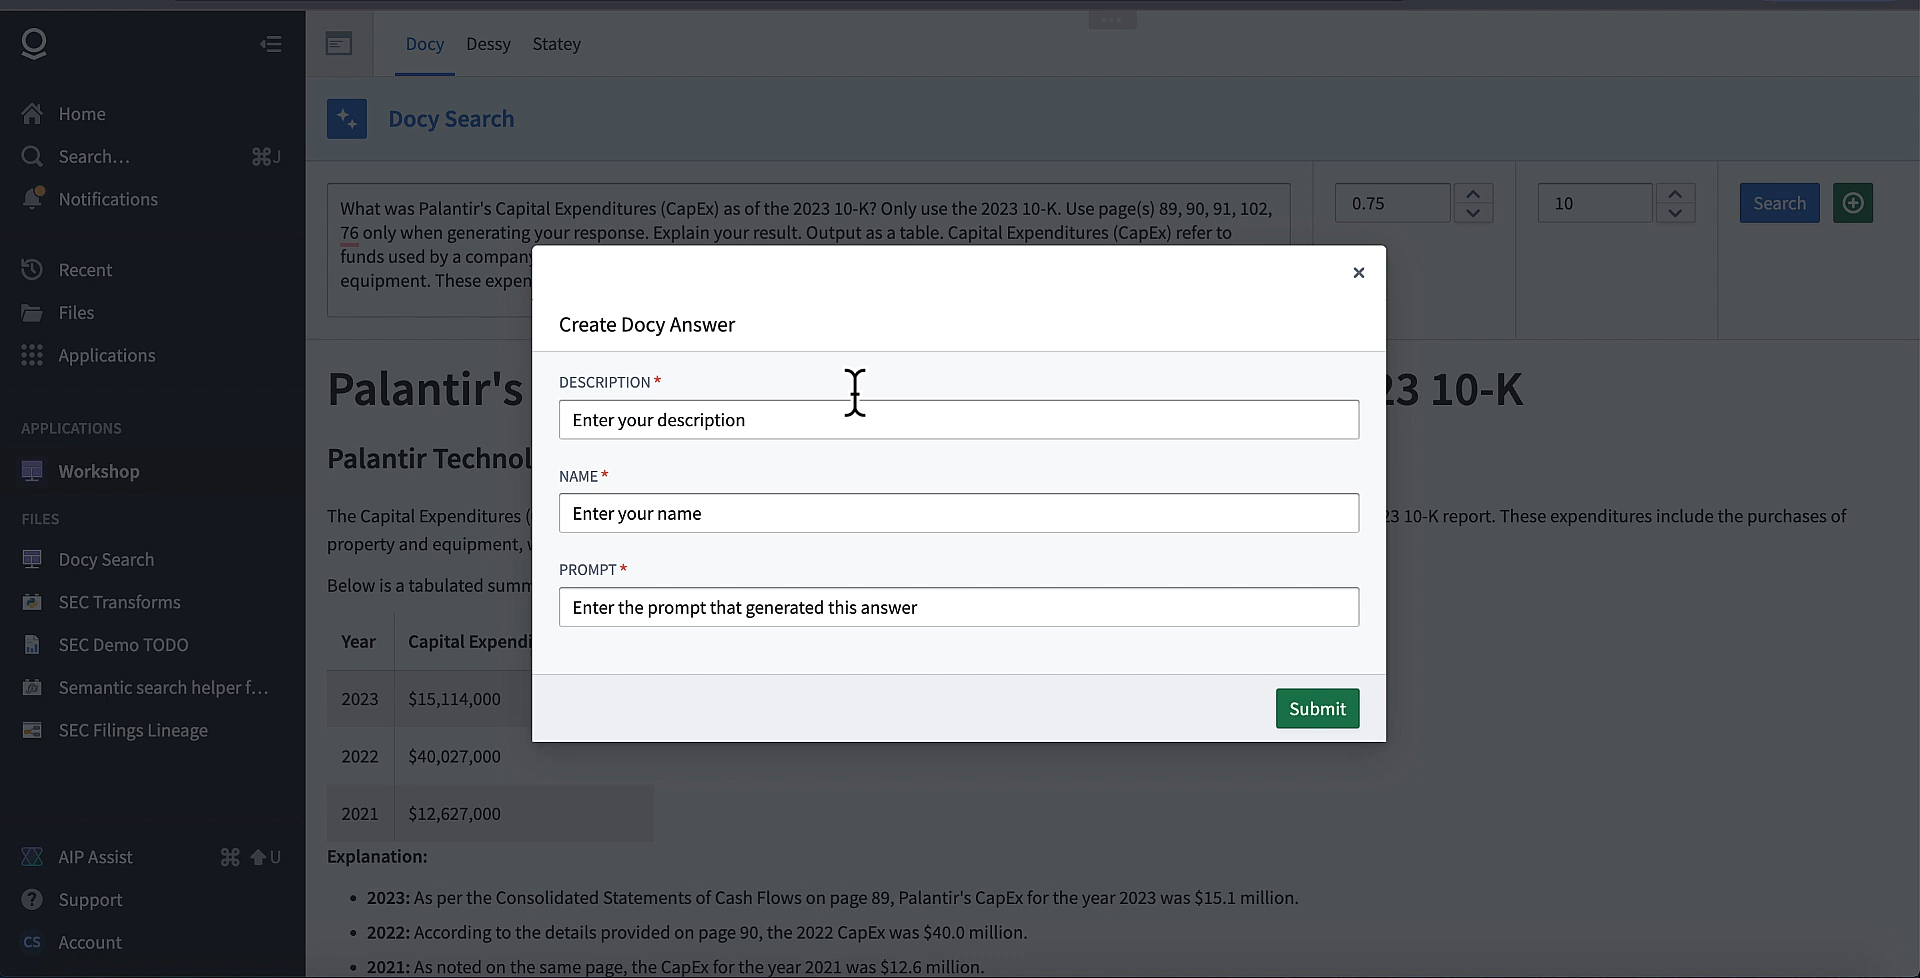 Home
Search…
⌘J
Notifications
Recent
Files
Applications
APPLICATIONS
Workshop
FILES
Docy Search
SEC Transforms
SEC Demo TODO
Semantic search helper f…
SEC Filings Lineage
AIP Assist
U
Support
CS
Account
Docy
Dessy
Statey
Docy Search
What was Palantir's Capital Expenditures (CapEx) as of the 2023 10-K? Only use the 2023 10-K. Use page(s) 89, 90, 91, 102,
76 only when generating your response. Explain your result. Output as a table. Capital Expenditures (CapEx) refer to
funds used by a company
equipment. These expen
0.75
10
Search
Palantir's
23 10-K
Palantir Technol
The Capital Expenditures (
23 10-K report. These expenditures include the purchases of
property and equipment,
Below is a tabulated summ
Year
Capital Expendi
2023
$15,114,000
2022
$40,027,000
2021
$12,627,000
Explanation:
• 2023: As per the Consolidated Statements of Cash Flows on page 89, Palantir's CapEx for the year 2023 was $15.1 million.
• 2022: According to the details provided on page 90, the 2022 CapEx was $40.0 million.
• 2021: As noted on the same page, the CapEx for the year 2021 was $12.6 million.
Create Docy Answer
DESCRIPTION *
Enter your description
NAME *
Enter your name
PROMPT *
Enter the prompt that generated this answer
Submit